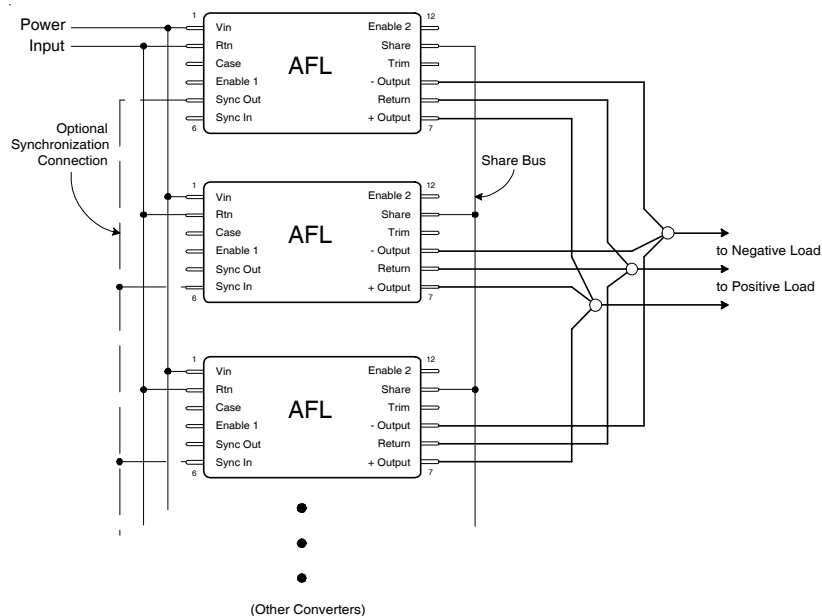 Power
Input
1
Vin
Rtn
Case
Enable 1
Sync Out
Sync In
6
AFL
12
Enable 2
Share
Trim
- Output
Return
+ Output
7
Optional
Synchronization
Connection
Share Bus
1
Vin
Rtn
Case
Enable 1
Sync Out
Sync In
6
AFL
12
Enable 2
Share
Trim
- Output
Return
+ Output
7
to Negative Load
to Positive Load
1
Vin
Rtn
Case
Enable 1
Sync Out
Sync In
6
AFL
12
Enable 2
Share
Trim
- Output
Return
+ Output
7
(Other Converters)